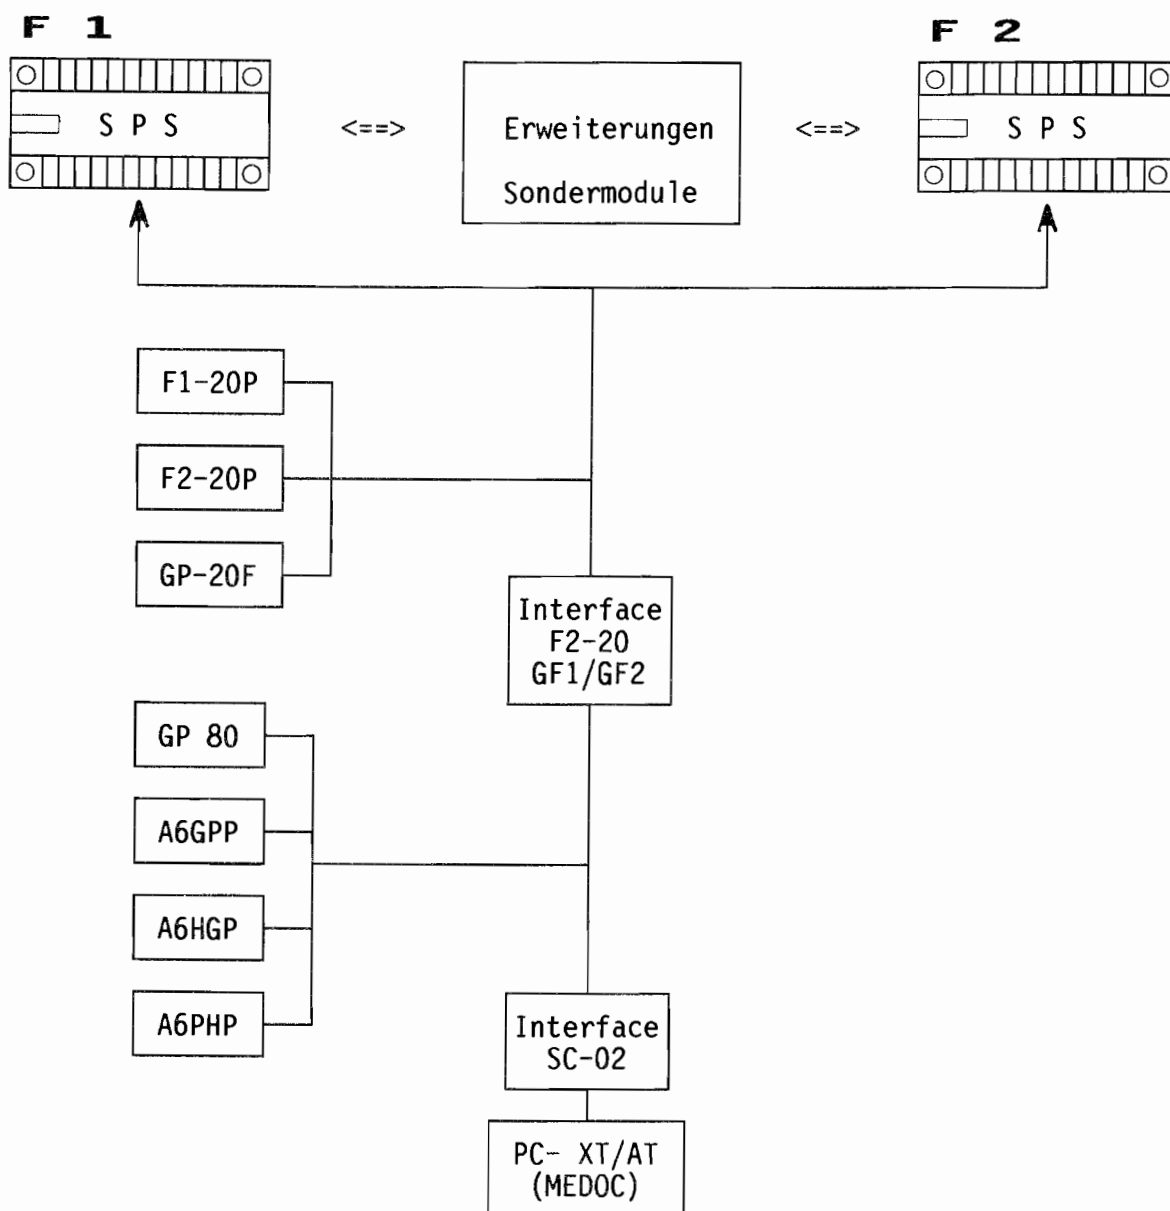 F 1
F 2
S P S
<==>
Erweiterungen
Sondermodule
<==>
S P S
F1-20P
F2-20P
GP-20F
Interface
F2-20
GF1/GF2
GP 80
A6GPP
A6HGP
A6PHP
Interface
SC-02
PC- XT/AT
(MEDOC)